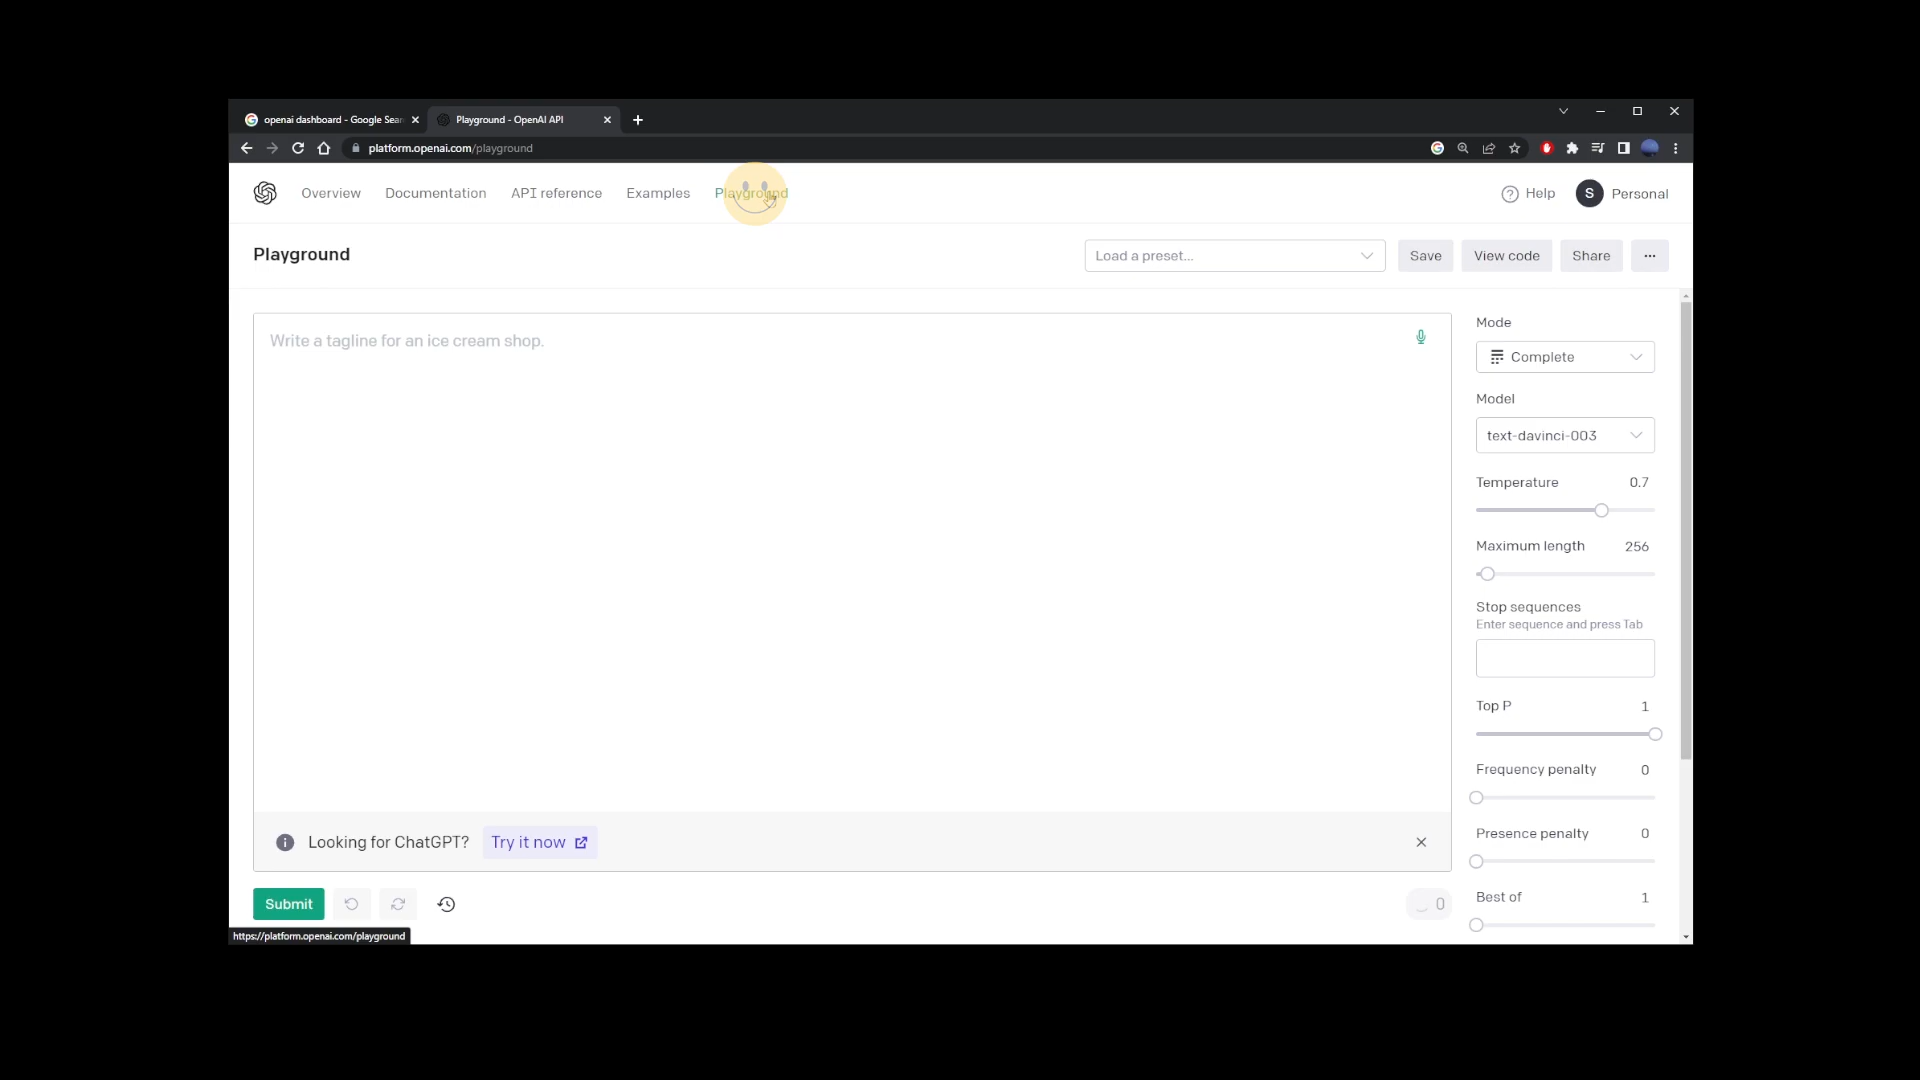 openai dashboard - Google Sear
Playground - OpenAI API
platform.openai.com/playground
Overview
Documentation
API reference
Examples
Playground
Help
S
Personal
Playground
Load a preset...
Save
View code
Share
...
Write a tagline for an ice cream shop.
Mode
Complete
Model
text-davinci-003
Temperature 0.7
Maximum length 256
Stop sequences
Enter sequence and press Tab
Top P 1
Frequency penalty 0
Presence penalty 0
Best of 1
Looking for ChatGPT? Try it now
Submit
0
https://platform.openai.com/playground